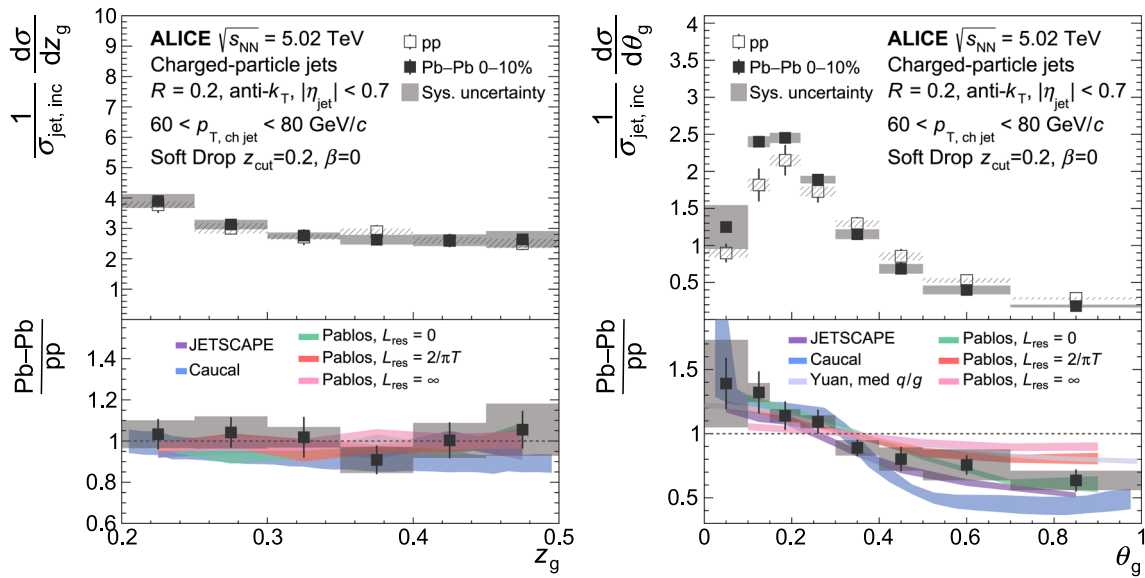 1/σ_jet, inc dσ/dz_g
ALICE √s_NN = 5.02 TeV
Charged-particle jets
R = 0.2, anti-k_T, |η_jet| < 0.7
60 < p_T, ch jet < 80 GeV/c
Soft Drop z_cut=0.2, β=0
pp
Pb–Pb 0–10%
Sys. uncertainty
10
9
8
7
6
5
4
3
2
1
Pb–Pb/pp
JETSCAPE
Caucal
Pablos, L_res = 0
Pablos, L_res = 2/πT
Pablos, L_res = ∞
1.4
1.2
1.0
0.8
0.6
0.2 0.3 0.4 0.5
z_g
1/σ_jet, inc dσ/dθ_g
pp
Pb–Pb 0–10%
Sys. uncertainty
ALICE √s_NN = 5.02 TeV
Charged-particle jets
R = 0.2, anti-k_T, |η_jet| < 0.7
60 < p_T, ch jet < 80 GeV/c
Soft Drop z_cut=0.2, β=0
4
3.5
3
2.5
2
1.5
1
0.5
Pb–Pb/pp
JETSCAPE
Caucal
Yuan, med q/g
Pablos, L_res = 0
Pablos, L_res = 2/πT
Pablos, L_res = ∞
1.5
1
0.5
0 0.2 0.4 0.6 0.8 1
θ_g